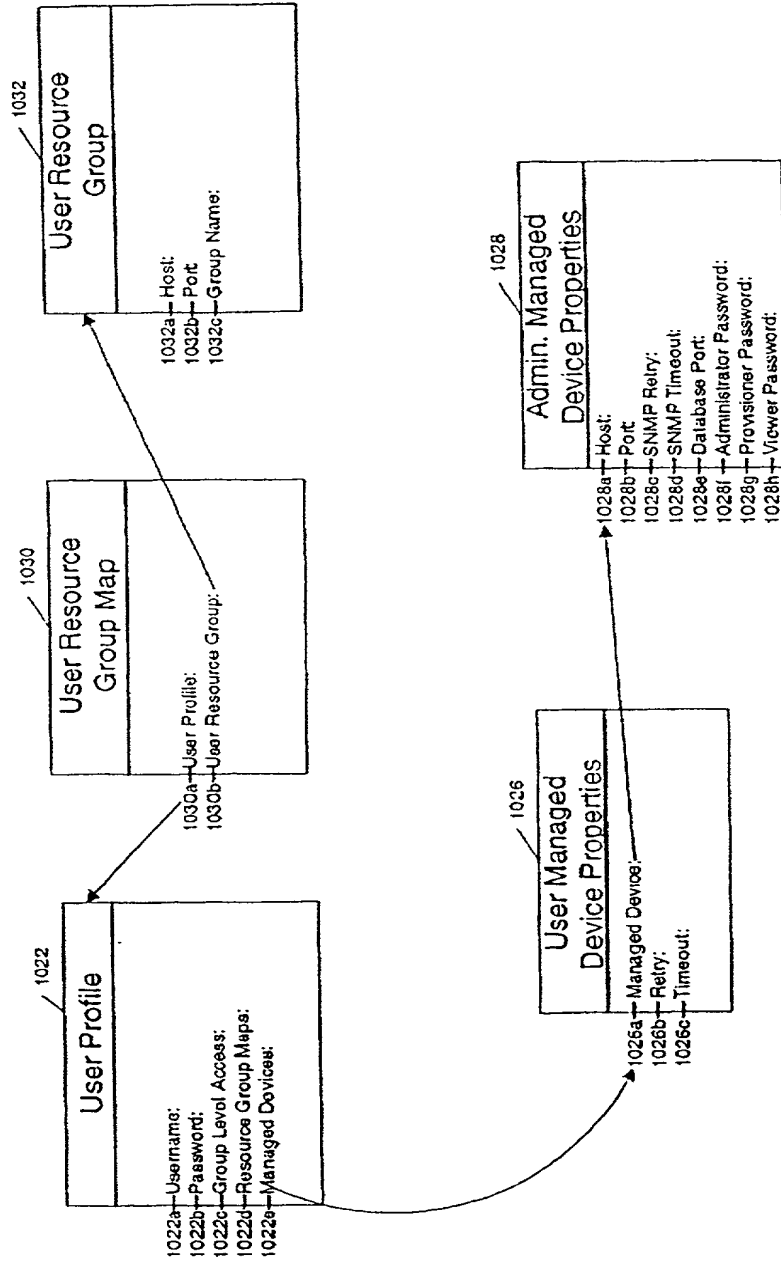 1022
User Profile
1022a Username:
1022b Password:
1022c Group Level Access:
1022d Resource Group Maps:
1022e Managed Devices:
1030
User Resource
Group Map
1030a User Profile:
1030b User Resource Group:
1032
User Resource
Group
1032a Host:
1032b Port
1032c Group Name:
1026
User Managed
Device Properties
1026a Managed Device:
1026b Retry:
1026c Timeout:
1028
Admin. Managed
Device Properties
1028a Host:
1028b Port
1028c SNMP Retry:
1028d SNMP Timeout:
1028e Database Port:
1028f Administrator Password:
1028g Provisioner Password:
1028h Viewer Password: